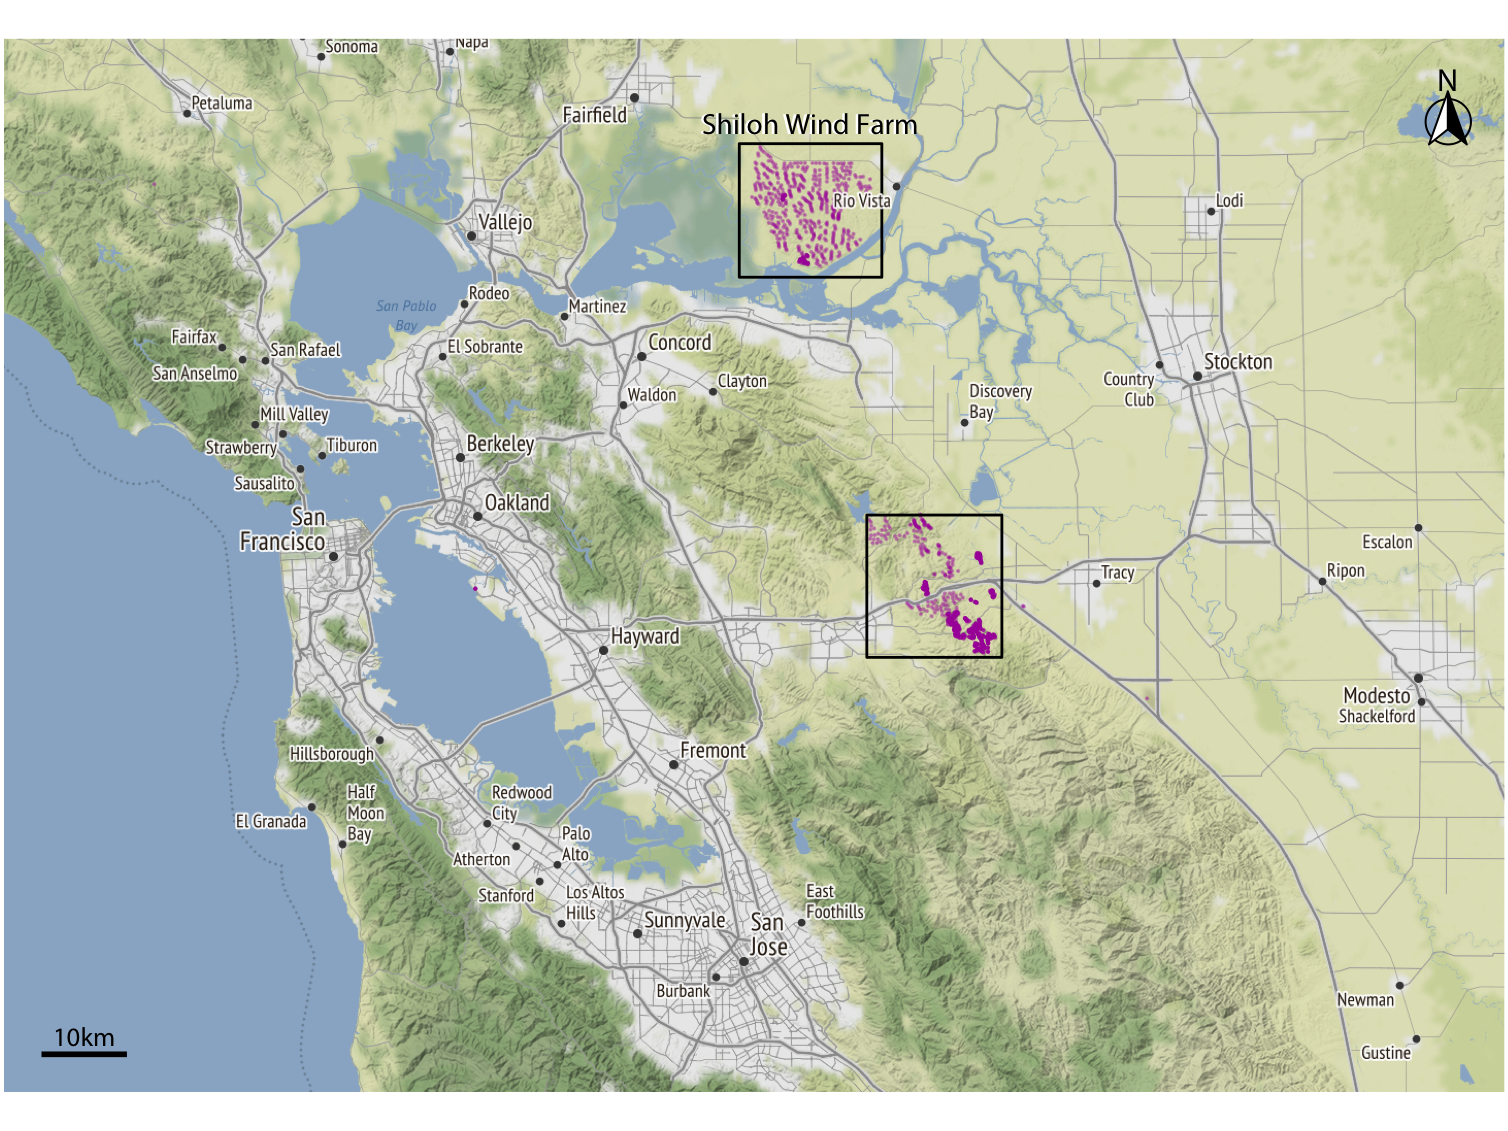 Sonoma
Napa
N
Petaluma
Fairfield
Shiloh Wind Farm
Rio Vista
Lodi
Vallejo
San Pablo
Bay
Rodeo
Martinez
Fairfax
San Rafael
El Sobrante
Concord
San Anselmo
Clayton
Stockton
Country
Club
Waldon
Discovery
Bay
Mill Valley
Strawberry
Tiburon
Berkeley
Sausalito
Oakland
San
Francisco
Escalon
Tracy
Ripon
Hayward
Modesto
Shackelford
Hillsborough
Fremont
Half
Moon
Bay
Redwood
City
El Granada
Palo
Alto
Atherton
Stanford
Los Altos
Hills
East
Foothills
Sunnyvale
San
Jose
Burbank
Newman
10km
Gustine